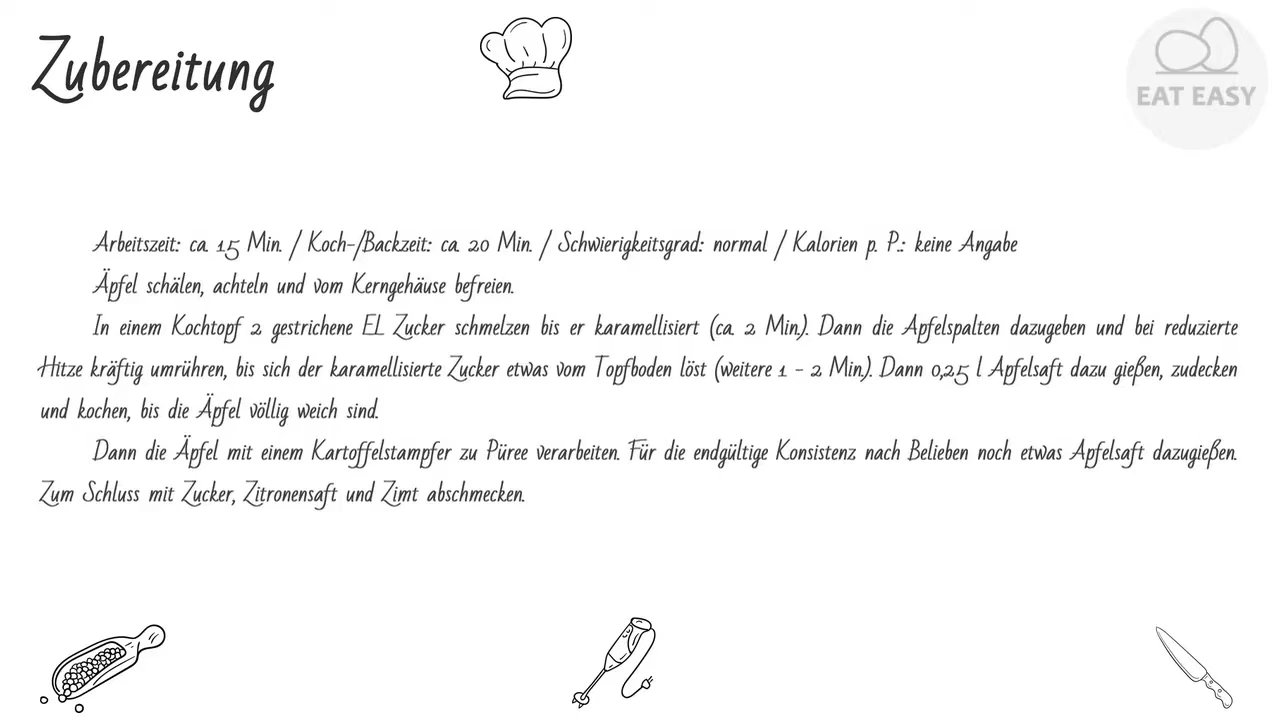 Zubereitung
EAT EASY
Arbeitszeit: ca. 15 Min. / Koch-/Backzeit: ca. 20 Min. / Schwierigkeitsgrad: normal / Kalorien p. P.: keine Angabe
Äpfel schälen, achteln und vom Kerngehäuse befreien.
In einem Kochtopf 2 gestrichene EL Zucker schmelzen bis er karamellisiert (ca. 2 Min.). Dann die Apfelspalten dazugeben und bei reduzierte
Hitze kräftig umrühren, bis sich der karamellisierte Zucker etwas vom Topfboden löst (weitere 1 - 2 Min.). Dann 0,25 l Apfelsaft dazu gießen, zudecken
und kochen, bis die Äpfel völlig weich sind.
Dann die Äpfel mit einem Kartoffelstampfer zu Püree verarbeiten. Für die endgültige Konsistenz nach Belieben noch etwas Apfelsaft dazugießen.
Zum Schluss mit Zucker, Zitronensaft und Zimt abschmecken.